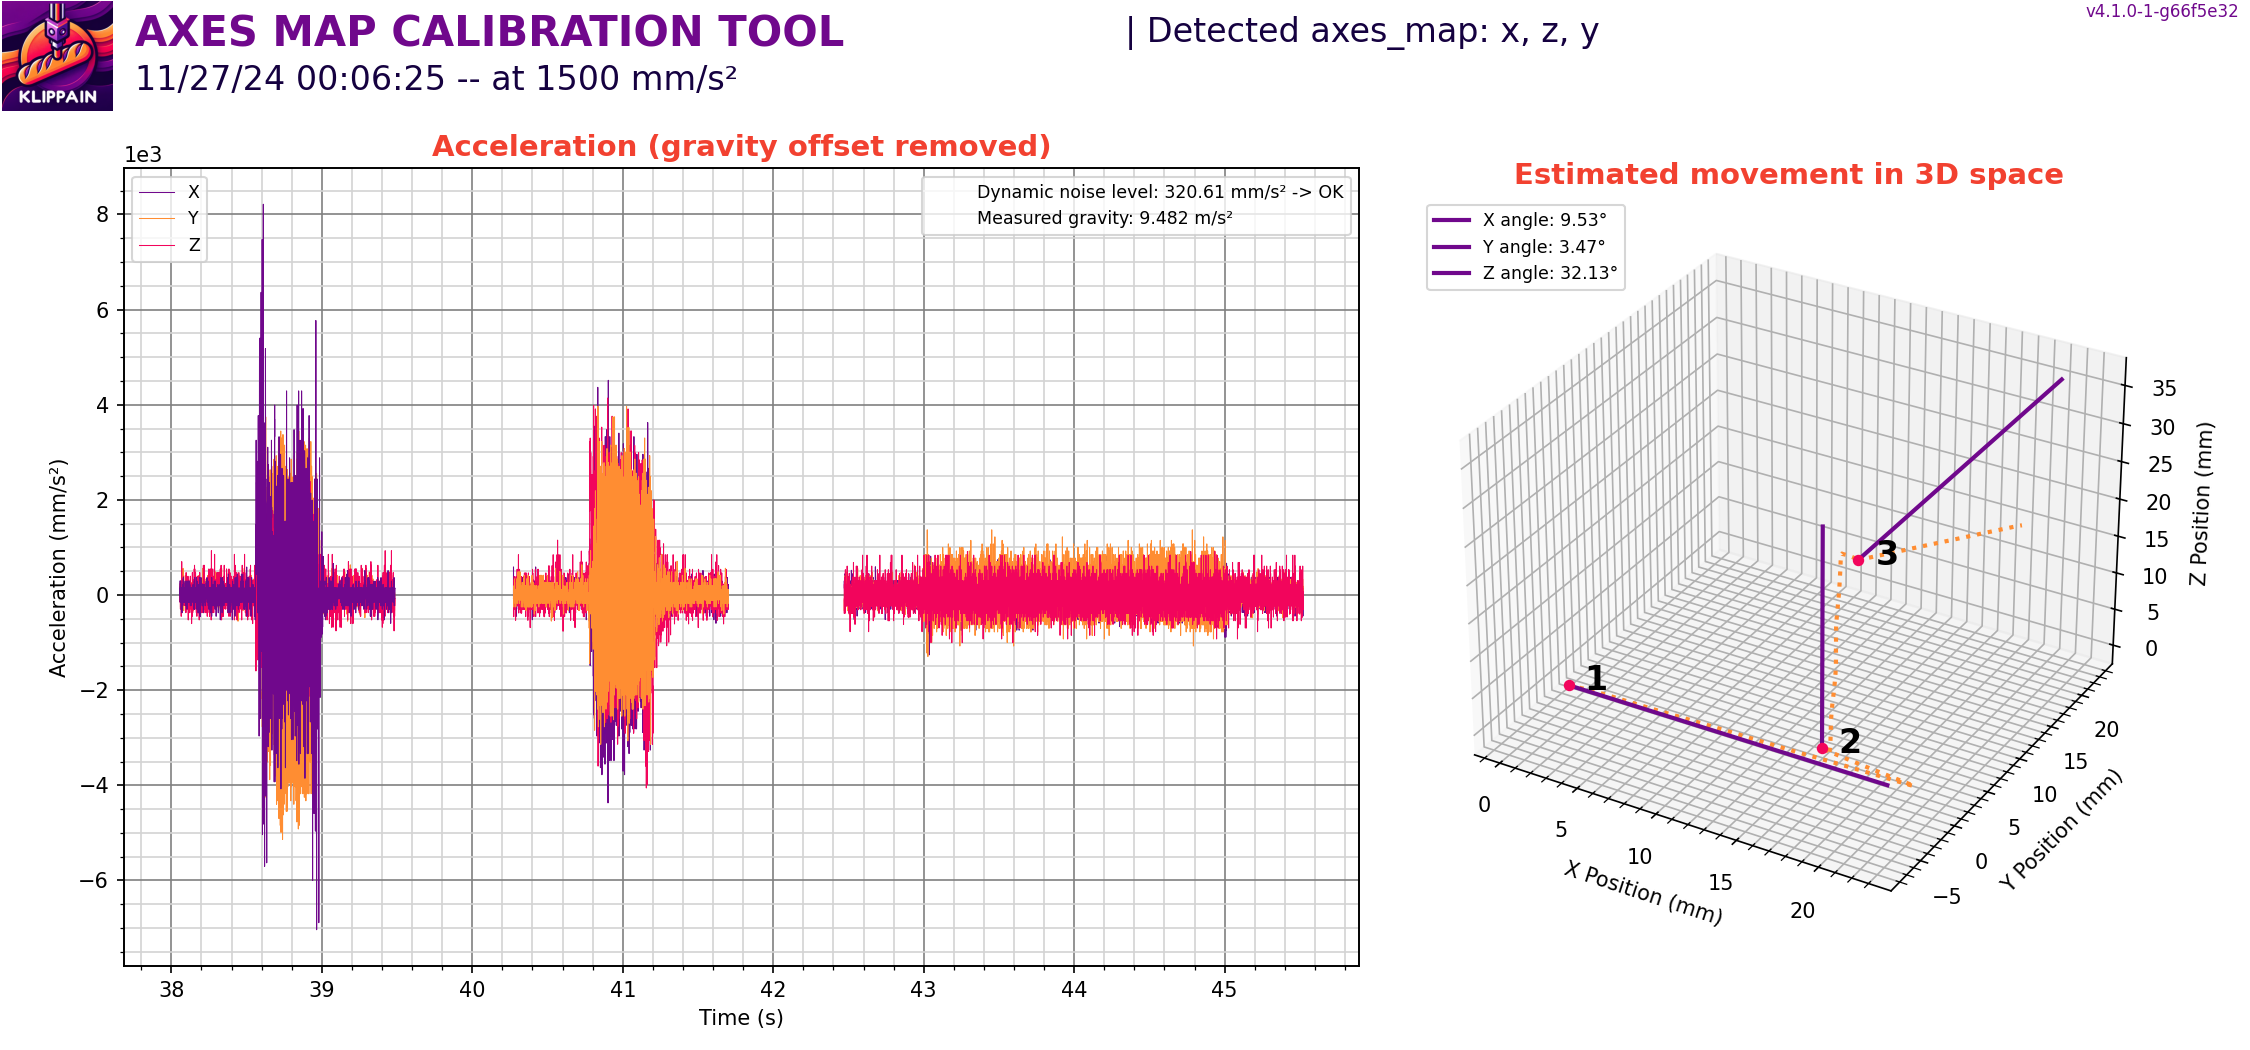 KLIPPAIN
AXES MAP CALIBRATION TOOL
11/27/24 00:06:25 -- at 1500 mm/s²
| Detected axes_map: x, z, y
v4.1.0-1-g66f5e32
Acceleration (gravity offset removed)
1e3
X
Y
Z
Dynamic noise level: 320.61 mm/s² -> OK
Measured gravity: 9.482 m/s²
8
6
4
2
0
−2
−4
−6
Acceleration (mm/s²)
38 39 40 41 42 43 44 45
Time (s)
Estimated movement in 3D space
X angle: 9.53°
Y angle: 3.47°
Z angle: 32.13°
1
2
3
0 5 10 15 20
X Position (mm)
−5 0 5 10 15 20
Y Position (mm)
0 5 10 15 20 25 30 35
Z Position (mm)